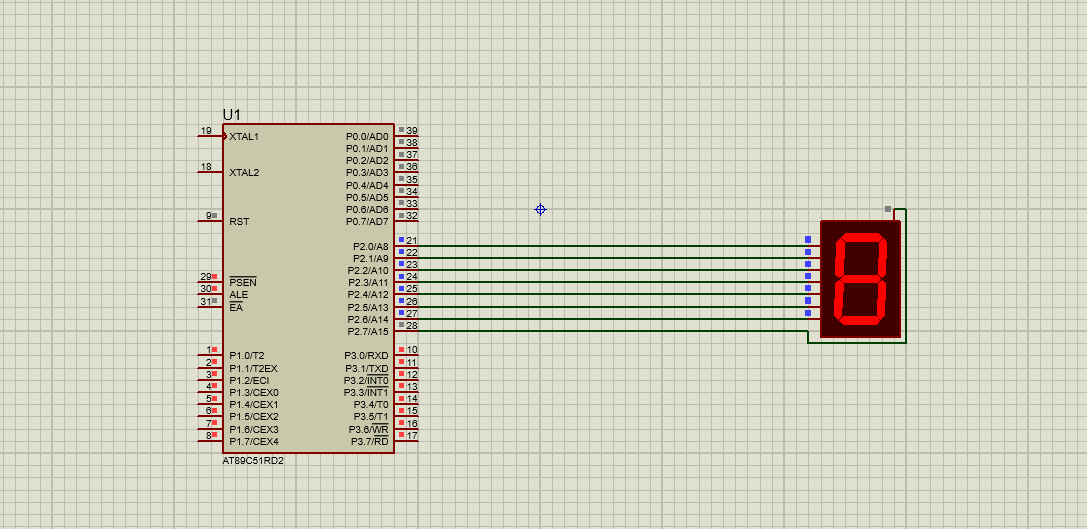 U1
19 XTAL1 P0.0/AD0 39
P0.1/AD1 38
P0.2/AD2 37
18 XTAL2 P0.3/AD3 36
P0.4/AD4 35
P0.5/AD5 34
P0.6/AD6 33
9 RST P0.7/AD7 32
P2.0/A8 21
P2.1/A9 22
P2.2/A10 23
29 PSEN P2.3/A11 24
30 ALE P2.4/A12 25
31 EA P2.5/A13 26
P2.6/A14 27
P2.7/A15 28
1 P1.0/T2 P3.0/RXD 10
2 P1.1/T2EX P3.1/TXD 11
3 P1.2/ECI P3.2/INT0 12
4 P1.3/CEX0 P3.3/INT1 13
5 P1.4/CEX1 P3.4/T0 14
6 P1.5/CEX2 P3.5/T1 15
7 P1.6/CEX3 P3.6/WR 16
8 P1.7/CEX4 P3.7/RD 17
AT89C51RD2
8